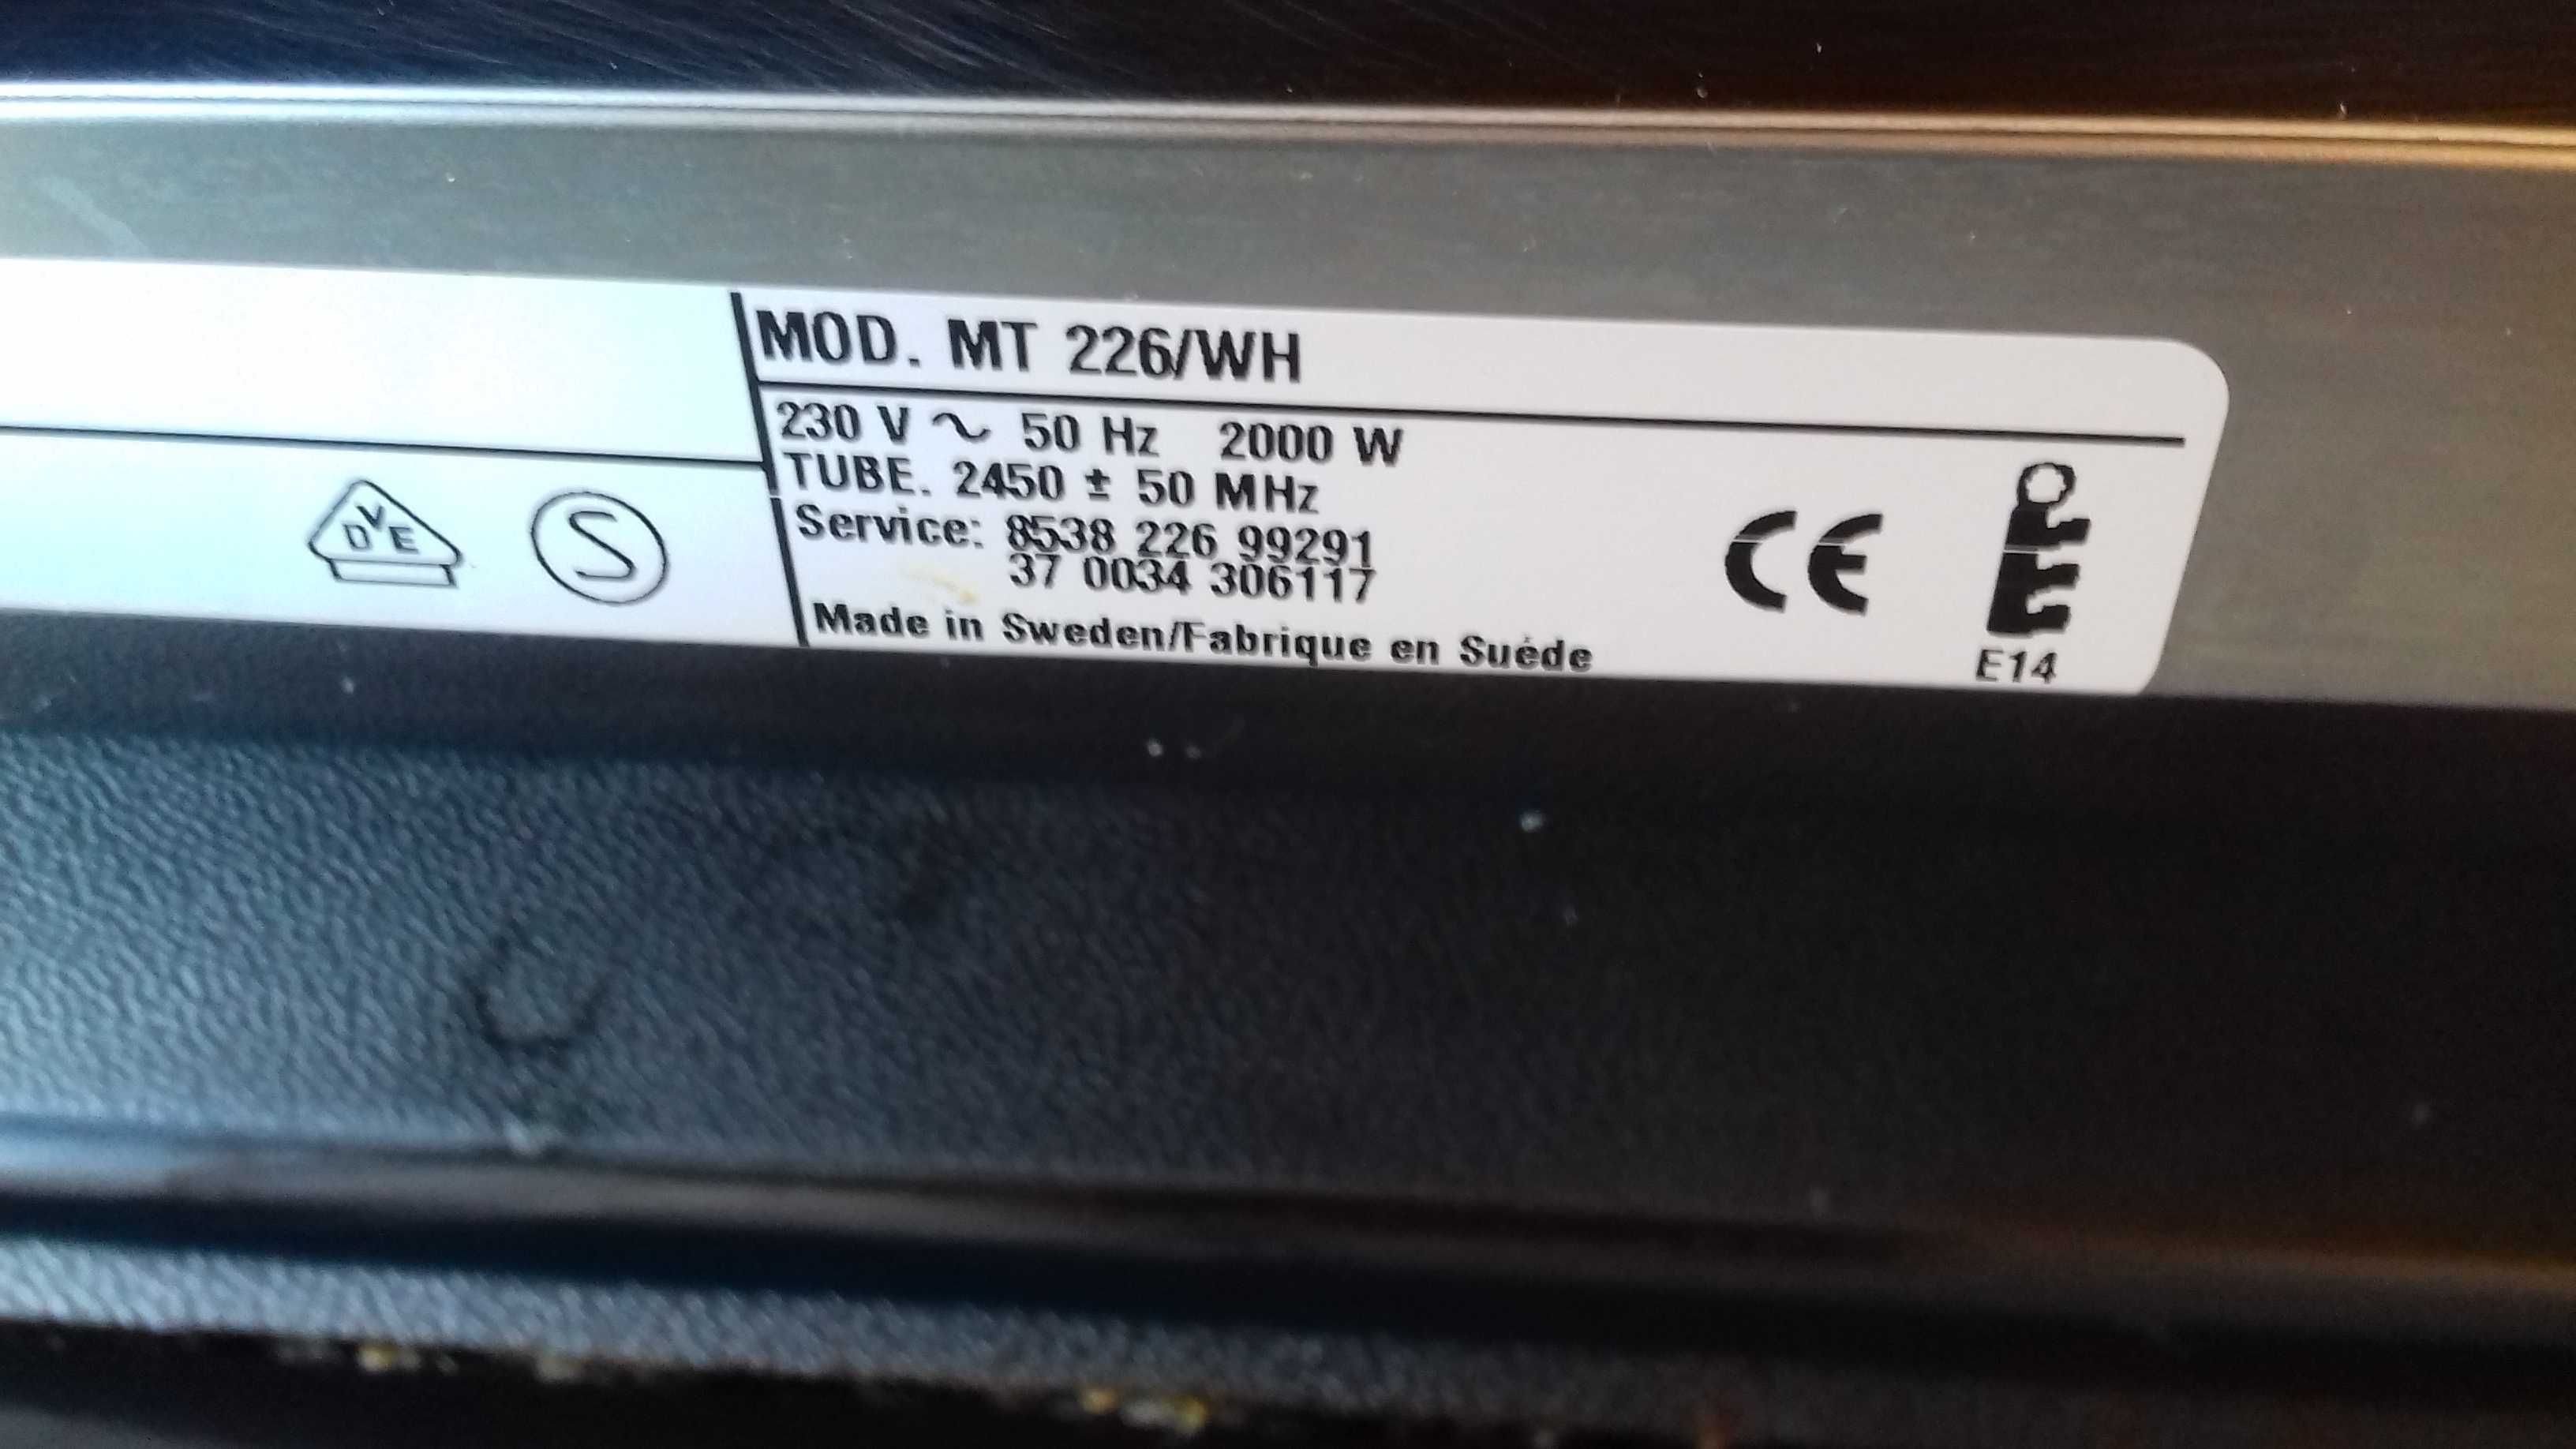 MOD. MT 226/WH
230 V ~ 50 Hz 2000 W
TUBE. 2450 ± 50 MHz
Service: 8538 226 99291
37 0034 306117
Made in Sweden/Fabrique en Suéde
DVE
S
CE
E14